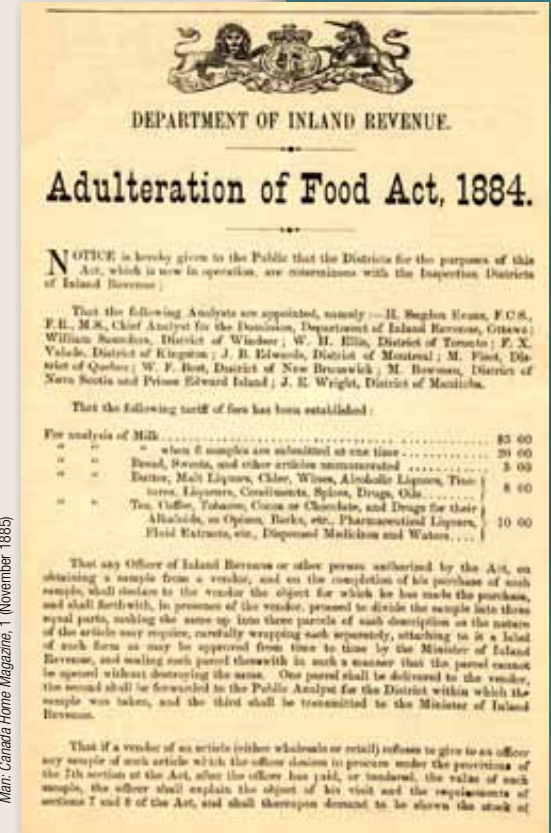 DEPARTMENT OF INLAND REVENUE.
Adulteration of Food Act, 1884.
NOTICE is hereby given to the Public that the Districts for the purposes of this
Act, which is now in operation, are coterminous with the Inspection Districts
of Inland Revenue;
That the following Analysts are appointed, namely:—H. Sugden Evans, F.C.S.,
Chief Analyst for the Dominion, Department of Inland Revenue, Ottawa;
William Saunders, District of Windsor; W. H. Ellis, District of Toronto; F. X.
Valade, District of Kingston; J. B. Edwards, District of Montreal; M. Fiset, Dis-
trict of Quebec; W. F. Best, District of New Brunswick; M. Bowman, District of
Nova Scotia and Prince Edward Island; J. E. Wright, District of Manitoba.
That the following tariff of fees has been established:
For analysis of Milk
" " " when 6 samples are submitted at one time 20 00
" " Bread, Sweets, and other articles unenumerated
" " Butter, Malt Liquors, Cider, Wines, Alcoholic Liquors, Tinc-
tures, Liqueurs, Condiments, Spices, Drugs, Oils 8 00
" " Tea, Coffee, Tobacco, Cocoa or Chocolate, and Drugs for their
Alkaloids, as Opium, Barks, etc., Pharmaceutical Liquors, 10 00
Fluid Extracts, etc., Dispensed Medicines and Waters
That any Officer of Inland Revenue or other person authorized by the Act, on
obtaining a sample from a vendor, and on the completion of his purchase of such
sample, shall declare to the vendor the object for which he has made the purchase,
and shall forthwith, in presence of the vendor, proceed to divide the sample into three
equal parts, making the same up into three parcels of such description as the nature
of the article may require, carefully wrapping each separately, attaching to it a label
of such form as may be approved from time to time by the Minister of Inland
Revenue, and sealing each parcel therewith in such a manner that the parcel cannot
be opened without destroying the same. One parcel shall be delivered to the vendor,
the second shall be forwarded to the Public Analyst for the District within which the
sample was taken, and the third shall be transmitted to the Minister of Inland
Revenue.
That if a vendor of an article (either wholesale or retail) refuses to give to an officer
any sample of such article which the officer desires to procure under the provisions of
the 7th section of the Act, after the officer has paid, or tendered, the value of such
sample, the officer shall explain the object of his visit and the requirements of
sections 7 and 8 of the Act, and shall thereupon demand to be shown the stock of
Man: Canada Home Magazine, 1 (November 1885)